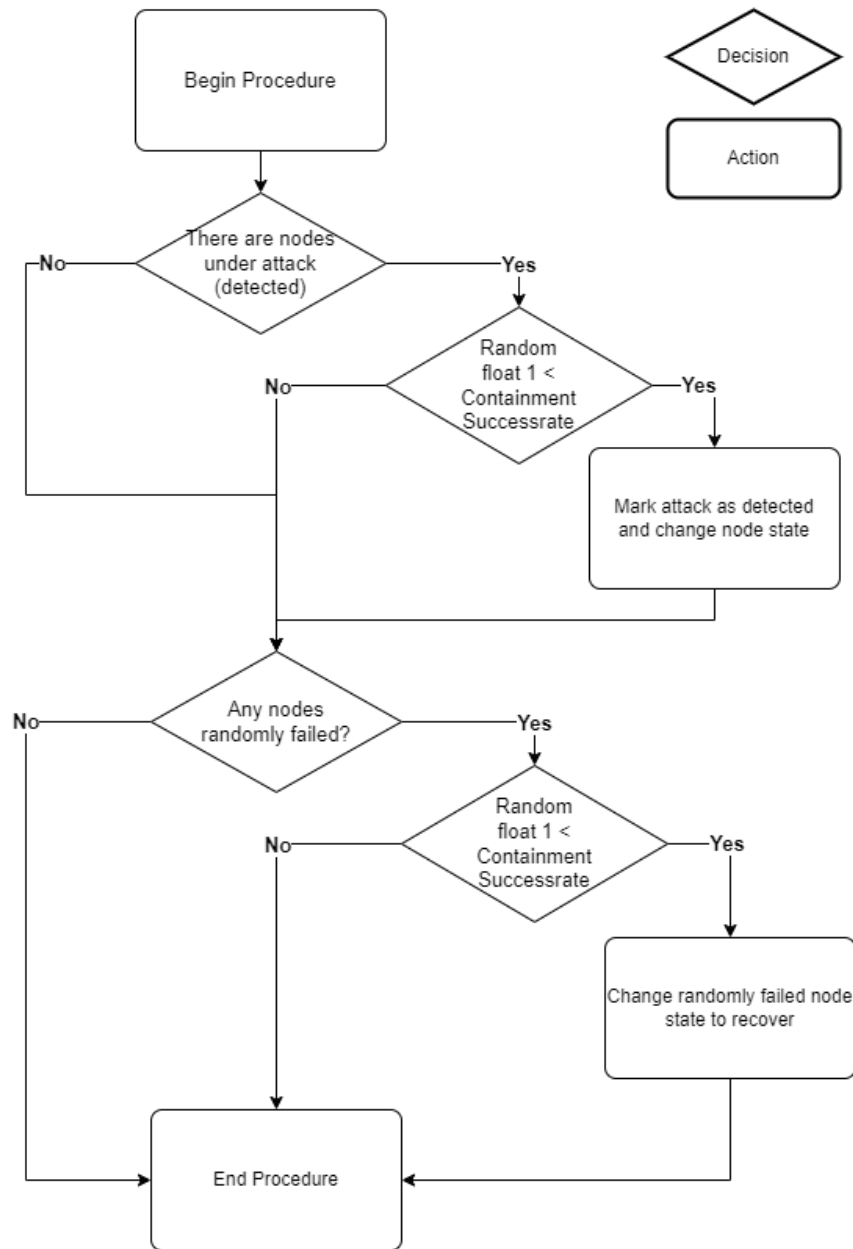 Begin Procedure
Decision
Action
There are nodes
under attack
(detected)
No
Yes
Random
float 1 <
Containment
Successrate
No
Yes
Mark attack as detected
and change node state
Any nodes
randomly failed?
No
Yes
Random
float 1 <
Containment
Successrate
No
Yes
Change randomly failed node
state to recover
End Procedure